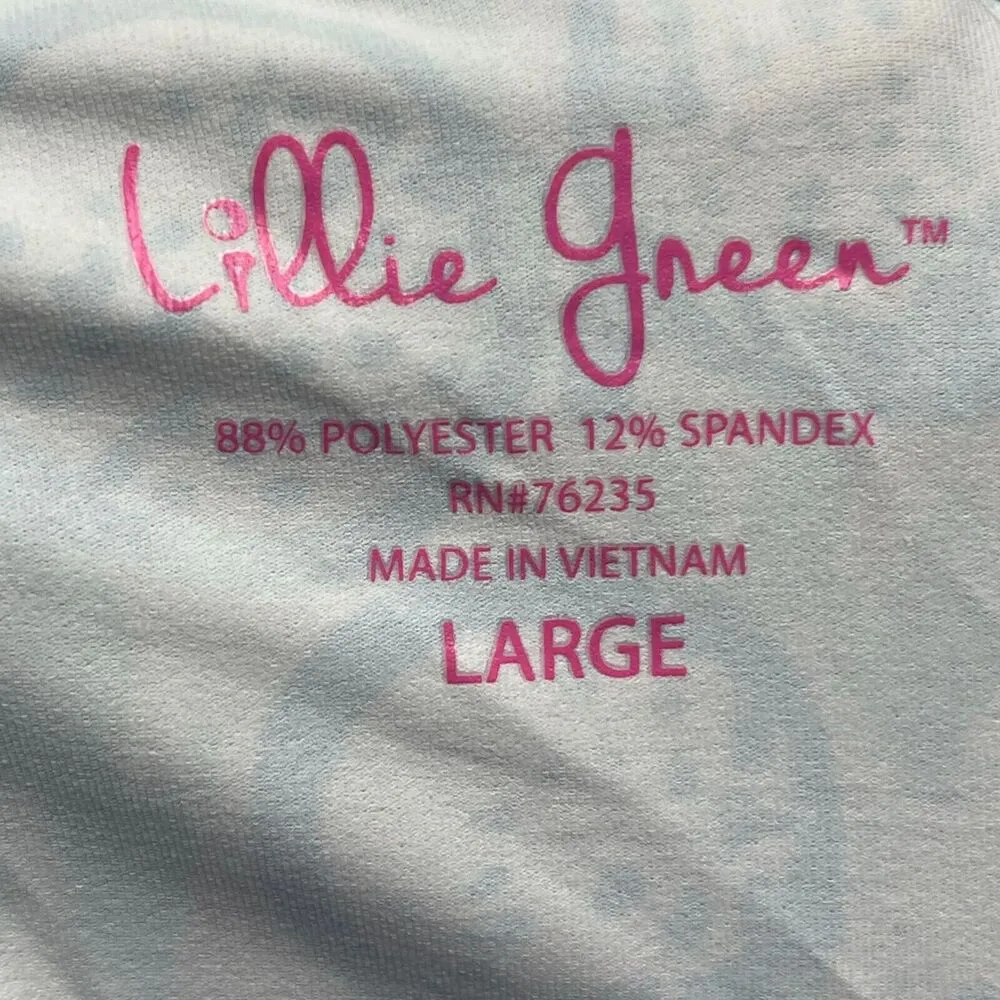 Lillie green™
88% POLYESTER 12% SPANDEX
RN#76235
MADE IN VIETNAM
LARGE